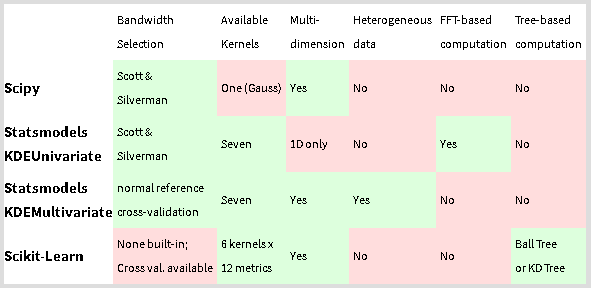 Bandwidth Selection Available Kernels Multi-dimension Heterogeneous data FFT-based computation Tree-based computation
Scipy Scott & Silverman One (Gauss) Yes No No No
Statsmodels KDEUnivariate Scott & Silverman Seven 1D only No Yes No
Statsmodels KDEMultivariate normal reference cross-validation Seven Yes Yes No No
Scikit-Learn None built-in; Cross val. available 6 kernels x 12 metrics Yes No No Ball Tree or KD Tree